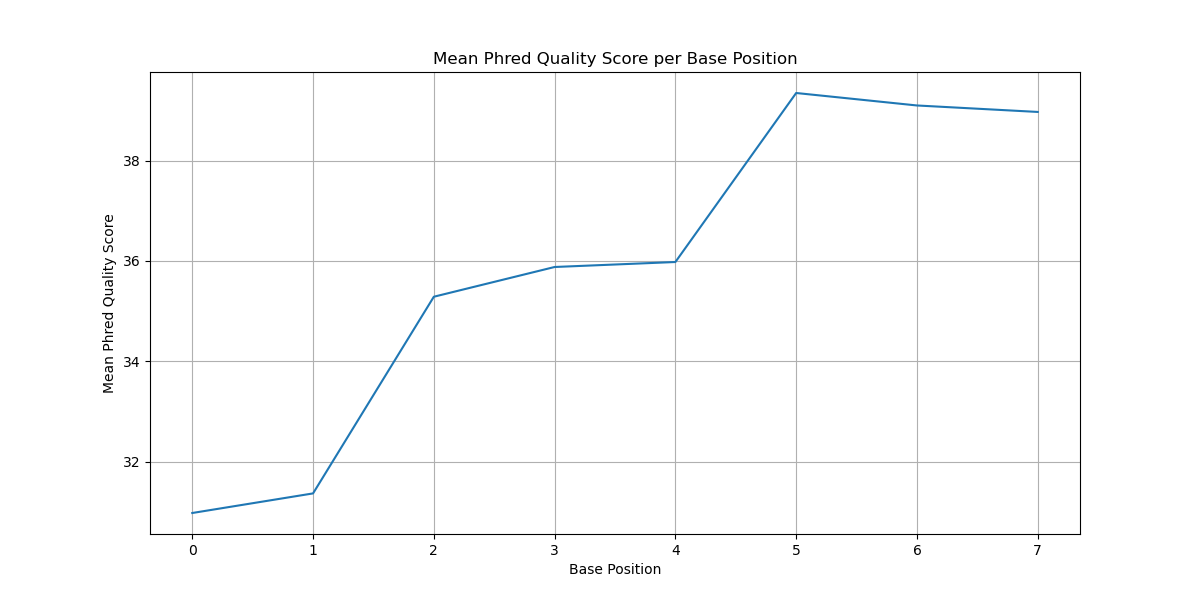 Mean Phred Quality Score per Base Position
Mean Phred Quality Score
38
36
34
32
0 1 2 3 4 5 6 7
Base Position